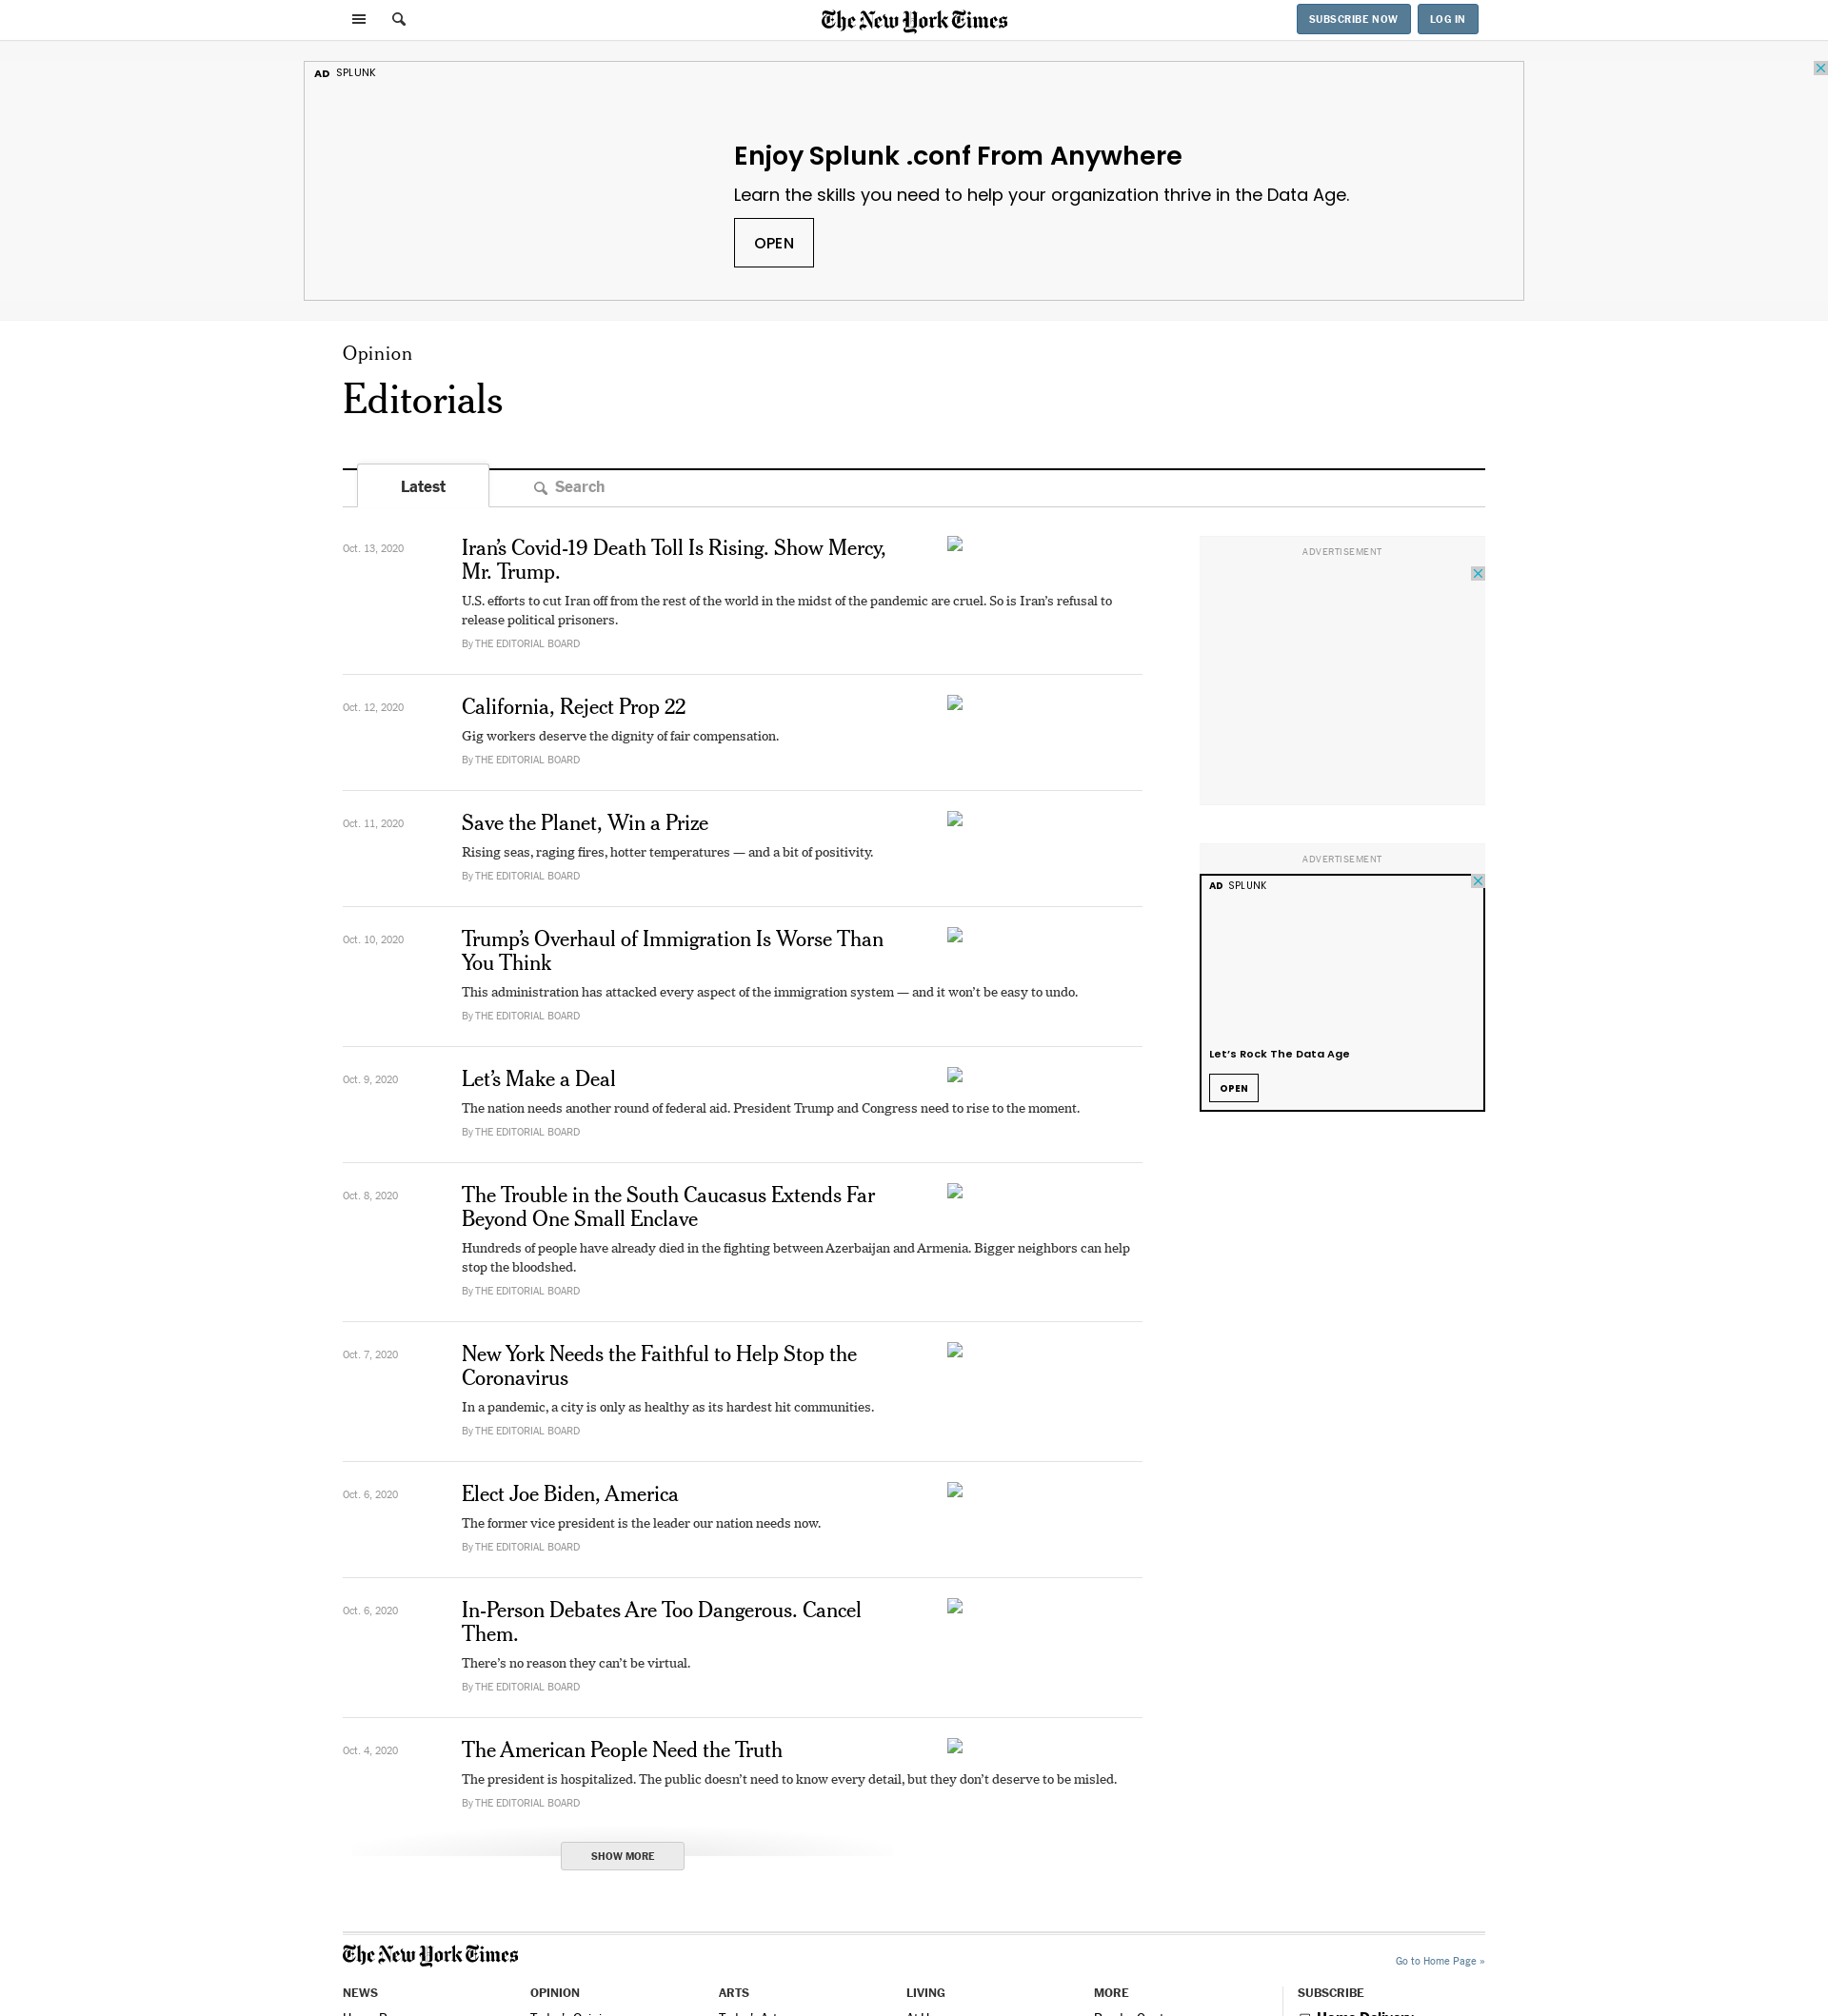 The New York Times
SUBSCRIBE NOW
LOG IN
AD SPLUNK
Enjoy Splunk .conf From Anywhere
Learn the skills you need to help your organization thrive in the Data Age.
OPEN
Opinion
Editorials
Latest
Search
Oct. 13, 2020
Iran’s Covid-19 Death Toll Is Rising. Show Mercy,
Mr. Trump.
U.S. efforts to cut Iran off from the rest of the world in the midst of the pandemic are cruel. So is Iran’s refusal to
release political prisoners.
By THE EDITORIAL BOARD
Oct. 12, 2020
California, Reject Prop 22
Gig workers deserve the dignity of fair compensation.
By THE EDITORIAL BOARD
Oct. 11, 2020
Save the Planet, Win a Prize
Rising seas, raging fires, hotter temperatures — and a bit of positivity.
By THE EDITORIAL BOARD
Oct. 10, 2020
Trump’s Overhaul of Immigration Is Worse Than
You Think
This administration has attacked every aspect of the immigration system — and it won’t be easy to undo.
By THE EDITORIAL BOARD
Oct. 9, 2020
Let’s Make a Deal
The nation needs another round of federal aid. President Trump and Congress need to rise to the moment.
By THE EDITORIAL BOARD
Oct. 8, 2020
The Trouble in the South Caucasus Extends Far
Beyond One Small Enclave
Hundreds of people have already died in the fighting between Azerbaijan and Armenia. Bigger neighbors can help
stop the bloodshed.
By THE EDITORIAL BOARD
Oct. 7, 2020
New York Needs the Faithful to Help Stop the
Coronavirus
In a pandemic, a city is only as healthy as its hardest hit communities.
By THE EDITORIAL BOARD
Oct. 6, 2020
Elect Joe Biden, America
The former vice president is the leader our nation needs now.
By THE EDITORIAL BOARD
Oct. 6, 2020
In-Person Debates Are Too Dangerous. Cancel
Them.
There’s no reason they can’t be virtual.
By THE EDITORIAL BOARD
Oct. 4, 2020
The American People Need the Truth
The president is hospitalized. The public doesn’t need to know every detail, but they don’t deserve to be misled.
By THE EDITORIAL BOARD
SHOW MORE
ADVERTISEMENT
ADVERTISEMENT
AD SPLUNK
Let’s Rock The Data Age
OPEN
The New York Times
Go to Home Page »
NEWS
OPINION
ARTS
LIVING
MORE
SUBSCRIBE
Home Delivery